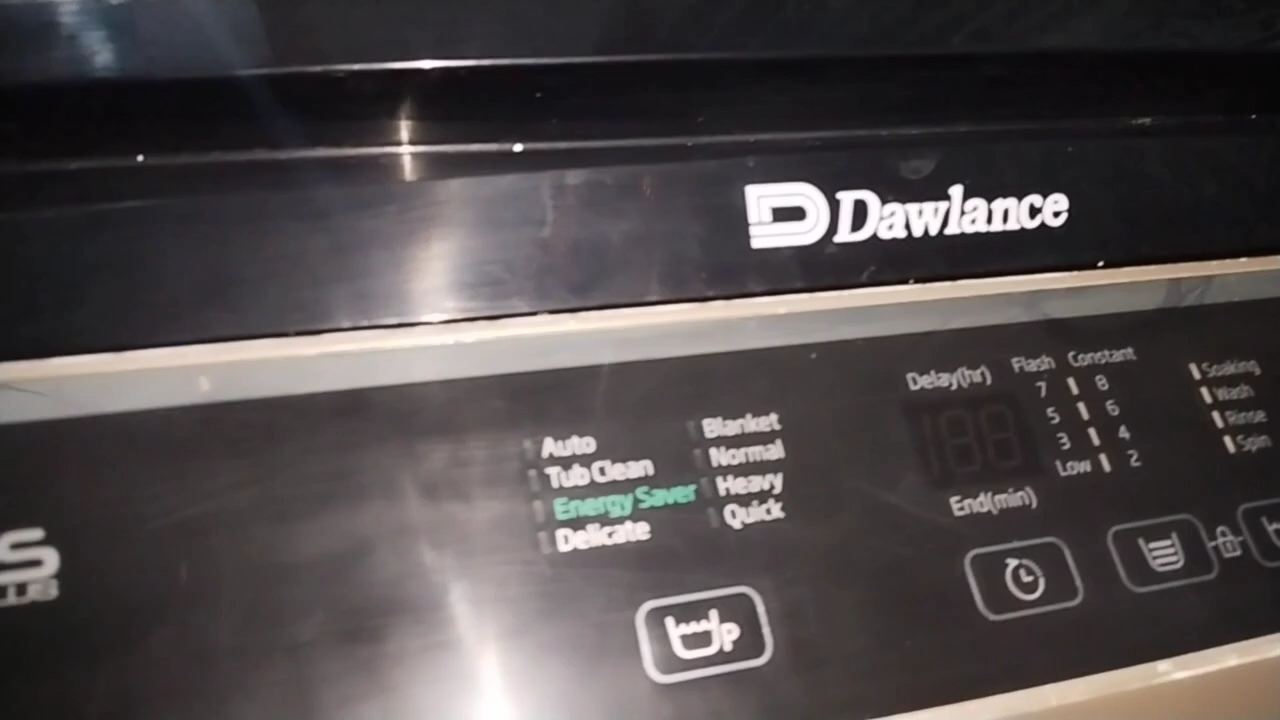 Dawlance
Delay(hr) Flash Constant
7 8
5 6
3 4
Low 2
End(min)
Soaking
Wash
Rinse
Spin
Auto
Tub Clean
Energy Saver
Delicate
Blanket
Normal
Heavy
Quick
P